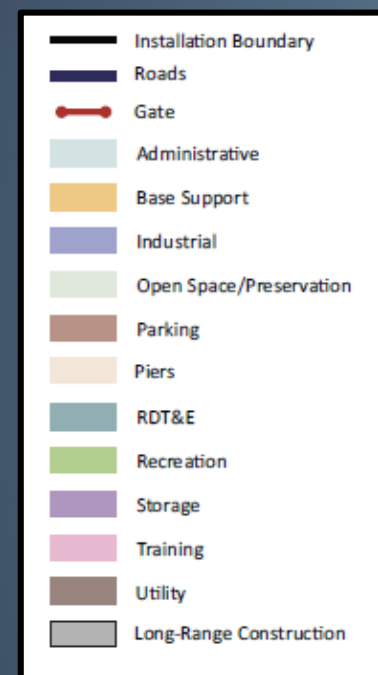 Installation Boundary
Roads
Gate
Administrative
Base Support
Industrial
Open Space/Preservation
Parking
Piers
RDT&E
Recreation
Storage
Training
Utility
Long-Range Construction